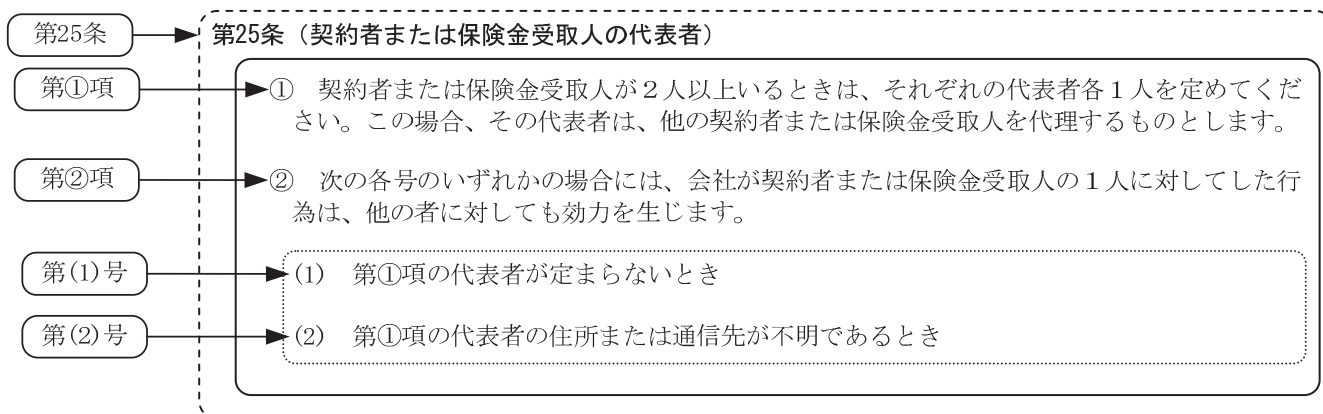 第25条
第25条（契約者または保険金受取人の代表者）
第①項
①　契約者または保険金受取人が２人以上いるときは、それぞれの代表者各１人を定めてくだ
さい。この場合、その代表者は、他の契約者または保険金受取人を代理するものとします。
第②項
②　次の各号のいずれかの場合には、会社が契約者または保険金受取人の１人に対してした行
為は、他の者に対しても効力を生じます。
第(1)号
(1)　第①項の代表者が定まらないとき
第(2)号
(2)　第①項の代表者の住所または通信先が不明であるとき